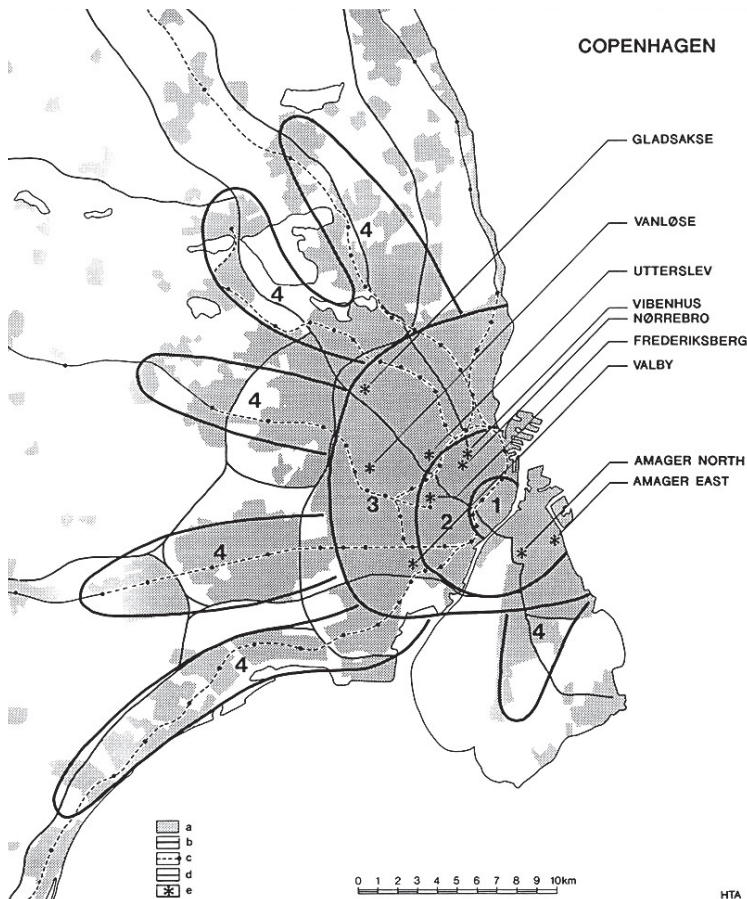 COPENHAGEN
GLADSAKSE
VANLØSE
UTTERSLEV
VIBENHUS
NØRREBRO
FREDERIKSBERG
VALBY
AMAGER NORTH
AMAGER EAST
4
4
4
3
2
1
4
4
4
a
b
c
d
e
0 1 2 3 4 5 6 7 8 9 10km
HTA